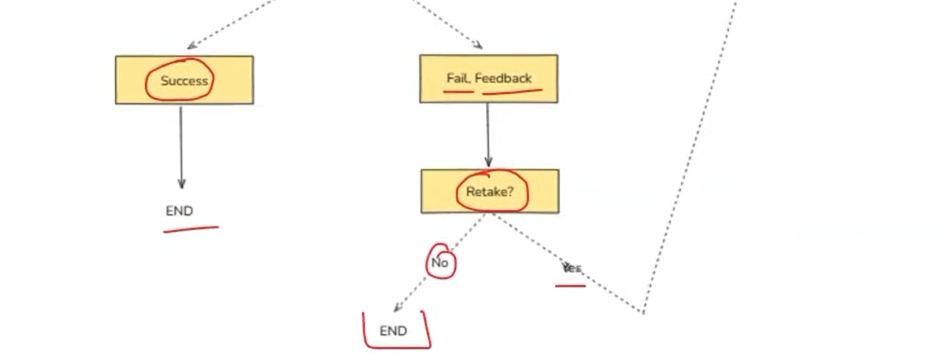 Success
Fail, Feedback
Retake?
END
No
Yes
END